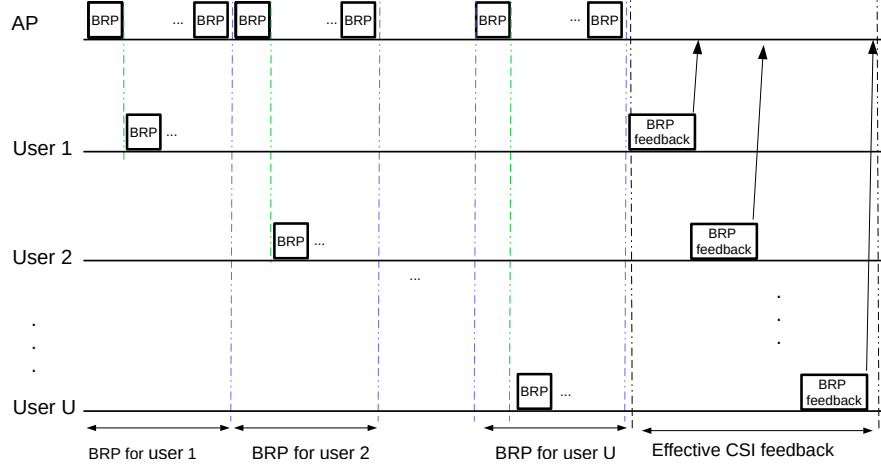 AP
BRP
...
BRP
BRP
...
BRP
BRP
...
BRP
User 1
BRP
...
BRP
feedback
User 2
BRP
...
BRP
feedback
...
.
.
.
.
.
.
User U
BRP
...
BRP
feedback
BRP for user 1
BRP for user 2
BRP for user U
Effective CSI feedback